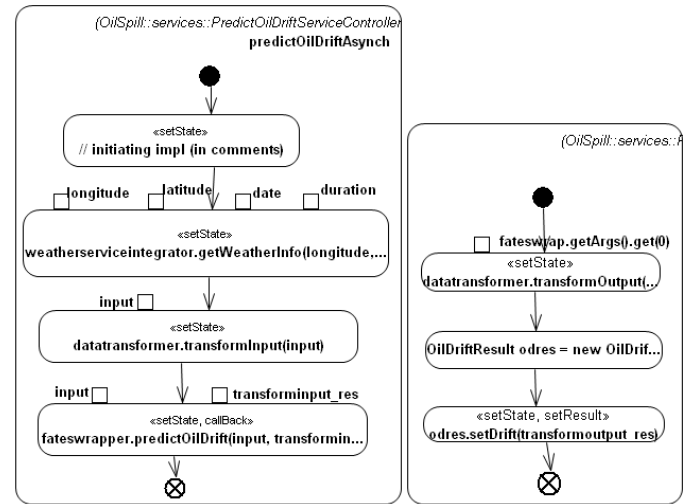 (OilSpill::services::PredictOilDriftServiceController
predictOilDriftAsynch
«setState»
// initiating impl (in comments)
longitude latitude date duration
«setState»
weatherserviceintegrator.getWeatherInfo(longitude,...
input
«setState»
datatransformer.transformInput(input)
input transforminput_res
«setState, callBack»
fateswrapper.predictOilDrift(input, transformin...
(OilSpill::services::P
fateswrap.getArgs().get(0)
«setState»
datatransformer.transformOutput(...
OilDriftResult odres = new OilDrif...
«setState, setResult»
odres.setDrift(transformoutput_res)